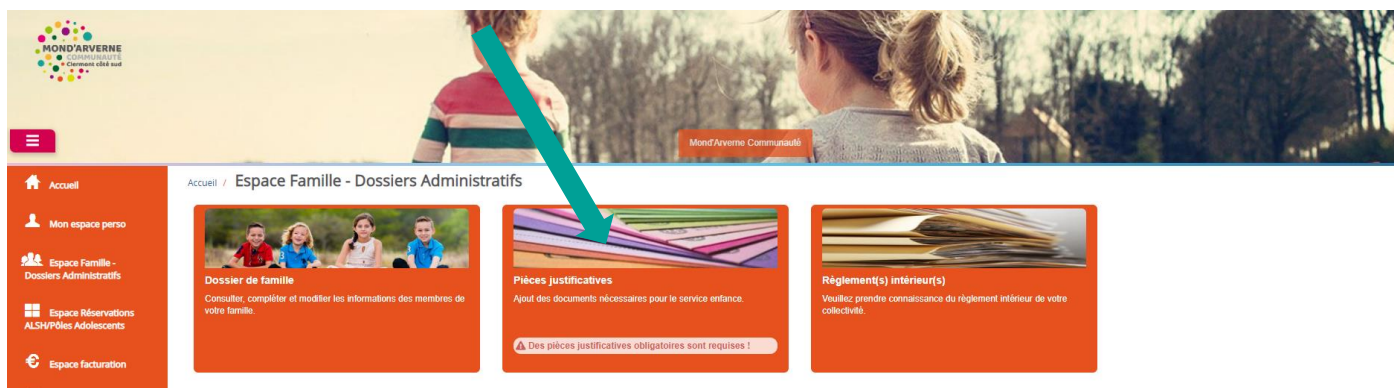 MOND'ARVERNE
COMMUNAUTÉ
Clermont côté sud
Mond'Arverne Communauté
Accueil
Mon espace perso
Espace Famille -
Dossiers Administratifs
Espace Réservations
ALSH/Pôles Adolescents
Espace facturation
Accueil / Espace Famille - Dossiers Administratifs
Dossier de famille
Consulter, compléter et modifier les informations des membres de
votre famille.
Pièces justificatives
Ajout des documents nécessaires pour le service enfance.
Des pièces justificatives obligatoires sont requises !
Règlement(s) intérieur(s)
Veuillez prendre connaissance du règlement intérieur de votre
collectivité.